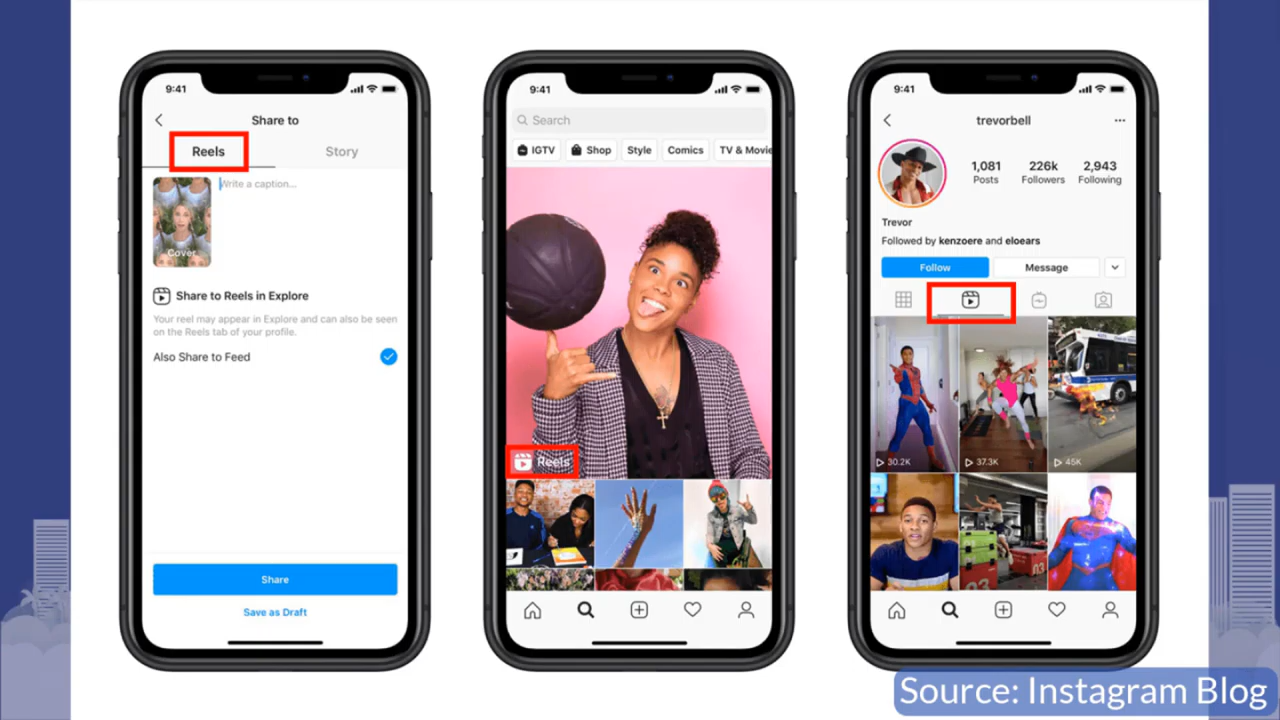 9:41
Share to
Reels
Story
Write a caption...
Cover
Share to Reels in Explore
Your reel may appear in Explore and can also be seen
on the Reels tab of your profile.
Also Share to Feed
Share
Save as Draft
9:41
Search
IGTV
Shop
Style
Comics
TV & Movie
Reels
9:41
trevorbell
1,081
Posts
226k
Followers
2,943
Following
Trevor
Followed by kenzoere and eloears
Follow
Message
30.2K
37.3K
45K
03
03
Source: Instagram Blog